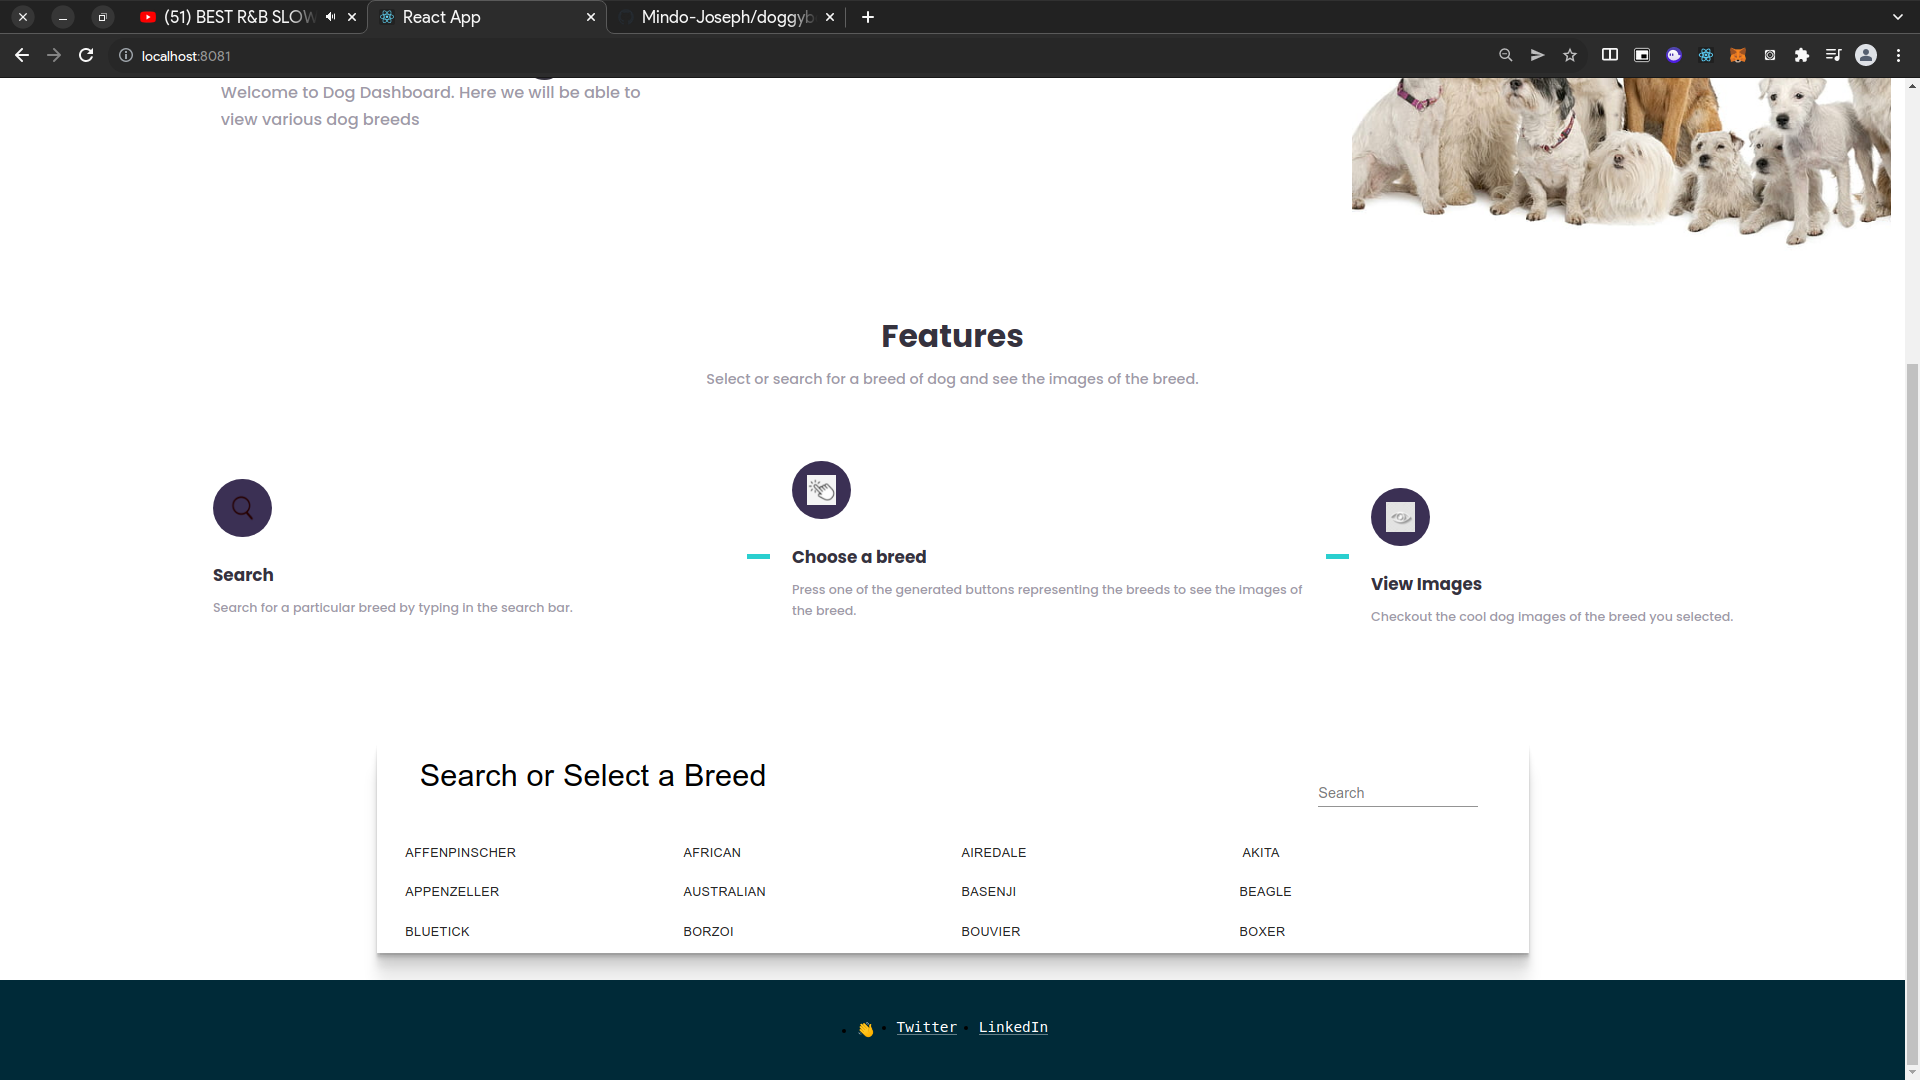 (51) BEST R&B SLOW
React App
Mindo-Joseph/doggyb
localhost:8081
Welcome to Dog Dashboard. Here we will be able to
view various dog breeds
Features
Select or search for a breed of dog and see the images of the breed.
Search
Search for a particular breed by typing in the search bar.
Choose a breed
Press one of the generated buttons representing the breeds to see the images of
the breed.
View Images
Checkout the cool dog images of the breed you selected.
Search or Select a Breed
Search
AFFENPINSCHER AFRICAN AIREDALE AKITA
APPENZELLER AUSTRALIAN BASENJI BEAGLE
BLUETICK BORZOI BOUVIER BOXER
• 👋 • Twitter • LinkedIn